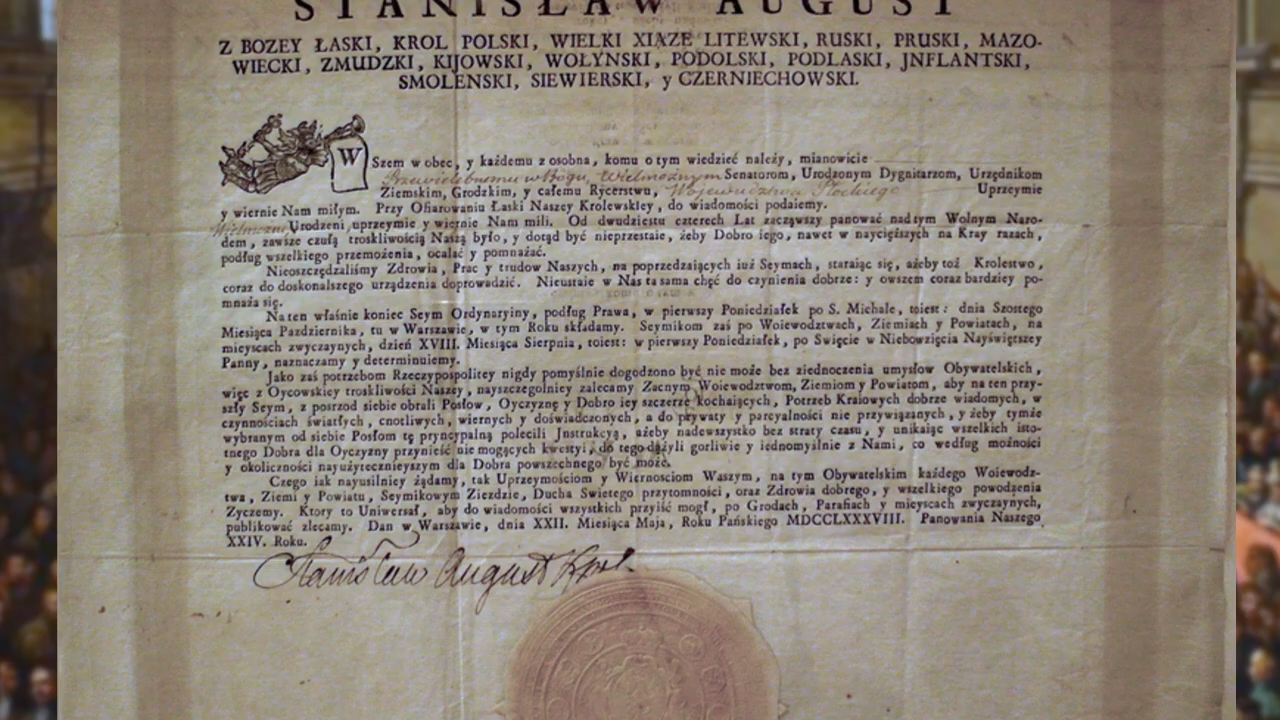 STANISŁAW AUGUST
Z BOZEY ŁASKI, KROL POLSKI, WIELKI XIĄZE LITEWSKI, RUSKI, PRUSKI, MAZO-
WIECKI, ZMUDZKI, KIJOWSKI, WOŁYNSKI, PODOLSKI, PODLASKI, JNFLANTSKI,
SMOLENSKI, SIEWIERSKI, y CZERNIECHOWSKI.
W Szem w obec, y każdemu z osobna, komu o tym wiedzieć należy, mianowicie
Przewielebnemu w Bogu, Wielmożnym Senatorom, Urodzonym Dygnitarzom, Urzędnikom
Ziemskim, Grodzkim, y całemu Rycerstwu, Województwa Płockiego Uprzeymie
y wiernie Nam miłym. Przy Ofiarowaniu Łaski Naszey Krolewskiey, do wiadomości podaiemy.
Wielmożni Urodzeni uprzeymie y wiernie Nam mili. Od dwudziestu czterech Lat zacząwszy panować nad tym Wolnym Naro-
dem, zawsze czułą troskliwością Naszą było, y dotąd być nieprzestaie, żeby Dobro iego, nawet w naycięższych na Kray razach,
podług wszelkiego przemożenia, ocalać y pomnażać.
Nieoszczędzaliśmy Zdrowia, Prac y trudow Naszych, na poprzedzaiących iuż Seymach, staraiąc się, ażeby toż Krolestwo,
coraz do doskonalszego urządzenia doprowadzić. Nieustaie w Nas ta sama chęć do czynienia dobrze: y owszem coraz bardziey po-
mnaża się.
Na ten właśnie koniec Seym Ordynaryiny, podług Prawa, w pierwszy Poniedziałek po S. Michale, toiest: dnia Szostego
Miesiąca Pazdziernika, tu w Warszawie, w tym Roku składamy. Seymikom zaś po Woiewodztwach, Ziemiach y Powiatach, na
mieyscach zwyczaynych, dzień XVIII. Miesiąca Sierpnia, toiest: w pierwszy Poniedziałek, po Swięcie w Niebowzięcia Nayświętszey
Panny, naznaczamy y determinuiemy.
Jako zaś potrzebom Rzeczypospolitey nigdy pomyślnie dogodzono być nie może bez ziednoczenia umysłow Obywatelskich,
więc z Oycowskiey troskliwości Naszey, nayszczegolniey zalecamy Zacnym Woiewodztwom, Ziemiom y Powiatom, aby na ten przy-
szły Seym, z posrzod siebie obrali Posłow, Oyczyznę y Dobro iey szczerze kochaiących, Potrzeb Kraiowych dobrze wiadomych, w
czynnościach światłych, cnotliwych, wiernych y doświadczonych, a do prywaty y parcyalności nie przywiązanych, y żeby tymże
wybranym od siebie Posłom tę pryncypalną polecili Jnstrukcyą, ażeby nadewszystko bez straty czasu, y unikaiąc wszelkich isto-
tnego Dobra dla Oyczyzny przynieść nie mogących kwestyi, do tego dążyli gorliwie y iednomyślnie z Nami, co według możności
y okoliczności nayużytecznieyszym dla Dobra powszechnego być może.
Czego iak nayusilniey żądamy, tak Uprzeymościom y Wiernosciom Waszym, na tym Obywatelskim każdego Woiewodz-
twa, Ziemi y Powiatu, Seymikowym Zieździe, Ducha Swietego przytomności, oraz Zdrowia dobrego, y wszelkiego powodzenia
Zyczemy. Ktory to Uniwersał, aby do wiadomości wszystkich przyiść mogł, po Grodach, Parafiach y mieyscach zwyczaynych,
publikować zlecamy. Dan w Warszawie, dnia XXII. Miesiąca Maja, Roku Pańskiego MDCCLXXXVIII. Panowania Naszego
XXIV. Roku.
Stanisław August Krol.